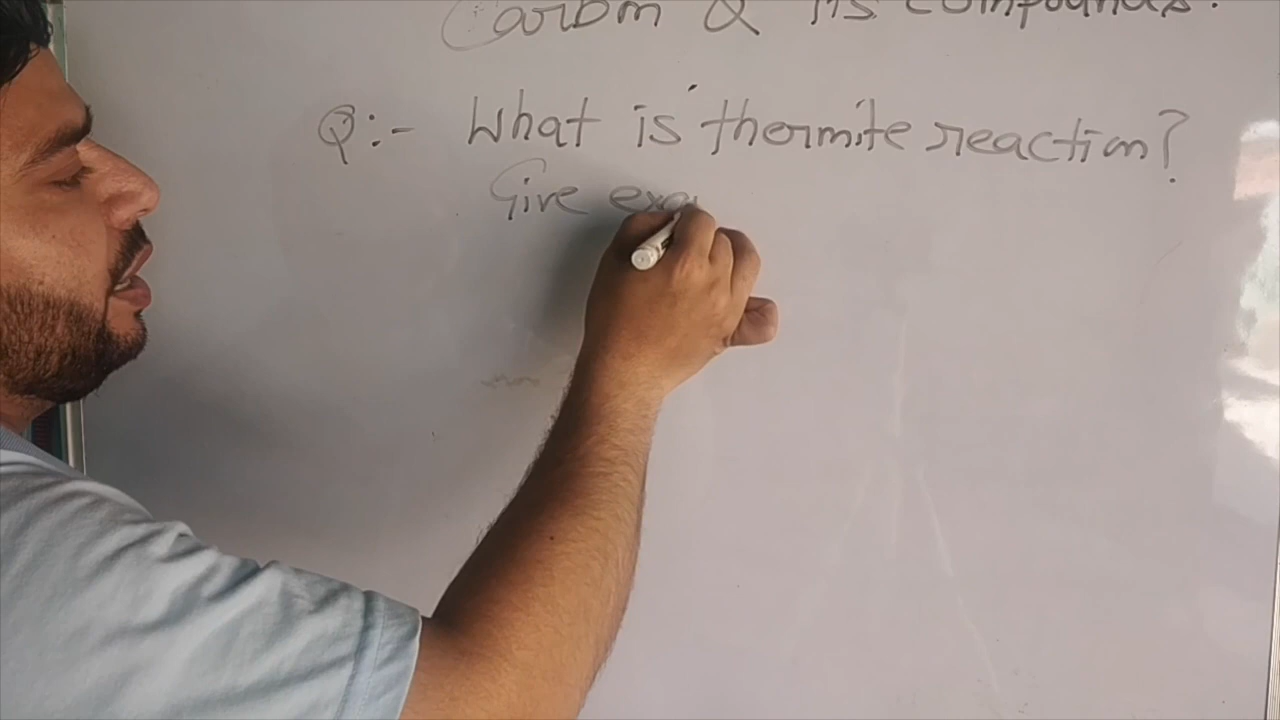 Carbon & its compounds.
Q:- What is thermite reaction?
Give exa